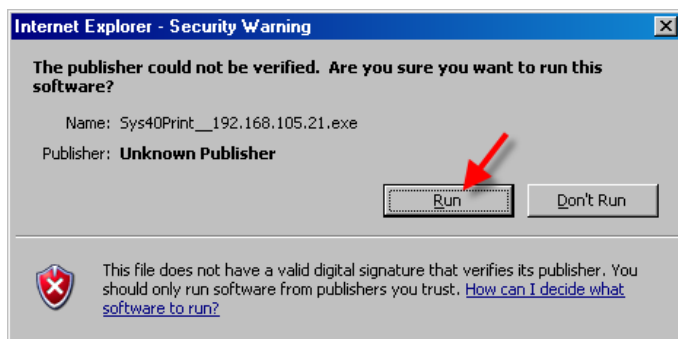 Internet Explorer - Security Warning
The publisher could not be verified. Are you sure you want to run this
software?
Name: Sys40Print__192.168.105.21.exe
Publisher: Unknown Publisher
Run Don't Run
This file does not have a valid digital signature that verifies its publisher. You
should only run software from publishers you trust. How can I decide what
software to run?